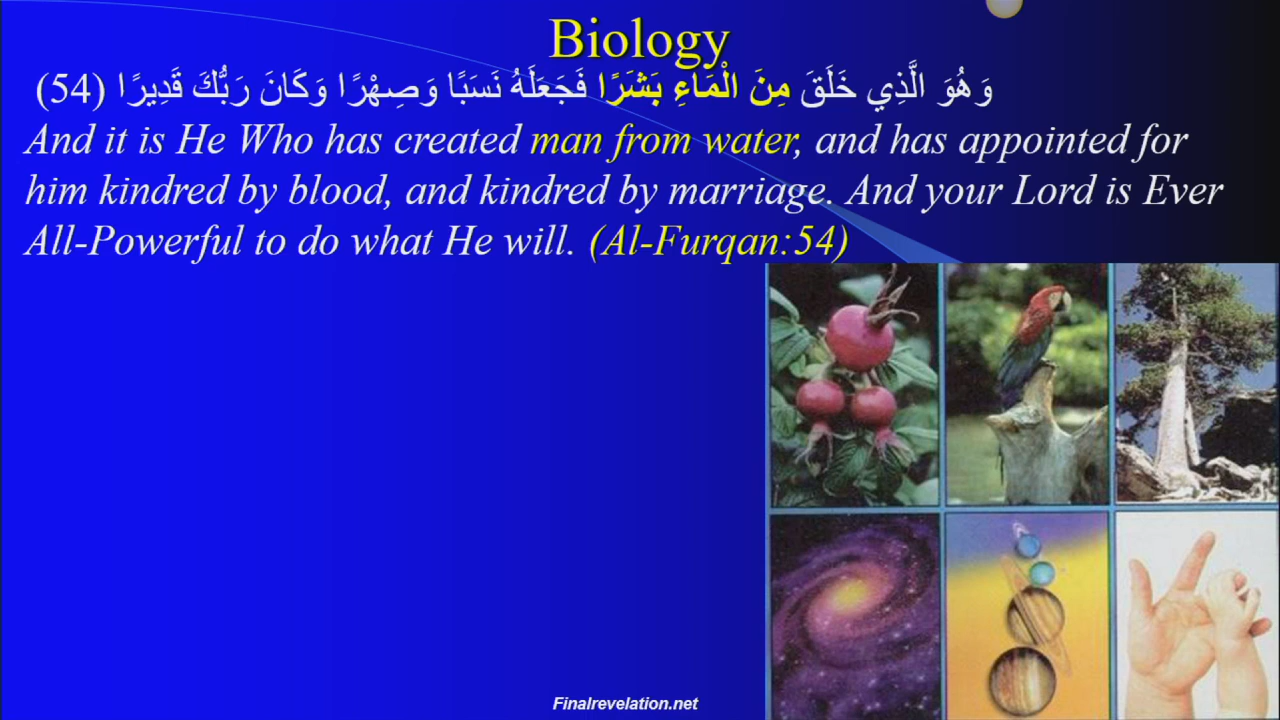 Biology
وَهُوَ الَّذِي خَلَقَ مِنَ الْمَاءِ بَشَرًا فَجَعَلَهُ نَسَبًا وَصِهْرًا وَكَانَ رَبُّكَ قَدِيرًا (54)
And it is He Who has created man from water, and has appointed for
him kindred by blood, and kindred by marriage. And your Lord is Ever
All-Powerful to do what He will. (Al-Furqan:54)
Finalrevelation.net